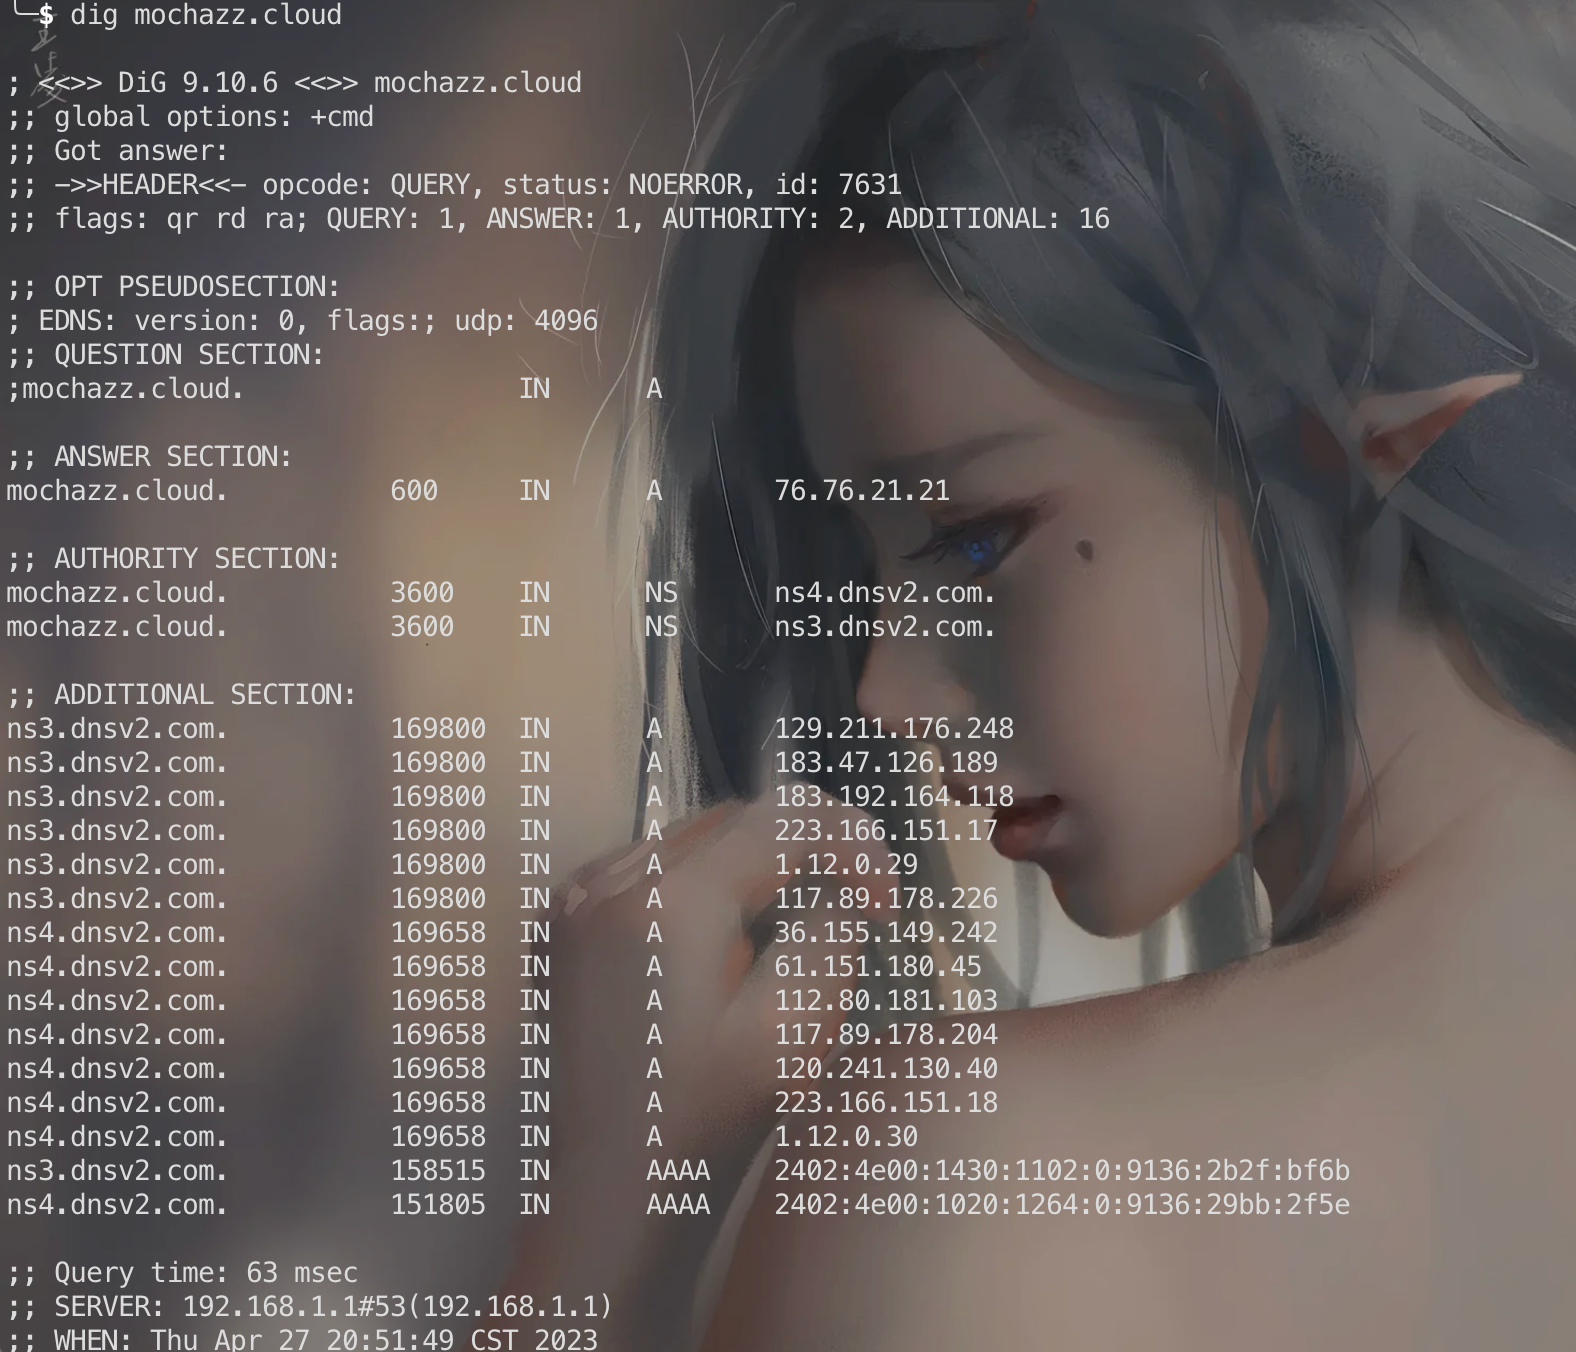 ╰─$ dig mochazz.cloud
; <<>> DiG 9.10.6 <<>> mochazz.cloud
;; global options: +cmd
;; Got answer:
;; ->>HEADER<<- opcode: QUERY, status: NOERROR, id: 7631
;; flags: qr rd ra; QUERY: 1, ANSWER: 1, AUTHORITY: 2, ADDITIONAL: 16
;; OPT PSEUDOSECTION:
; EDNS: version: 0, flags:; udp: 4096
;; QUESTION SECTION:
;mochazz.cloud. IN A
;; ANSWER SECTION:
mochazz.cloud. 600 IN A 76.76.21.21
;; AUTHORITY SECTION:
mochazz.cloud. 3600 IN NS ns4.dnsv2.com.
mochazz.cloud. 3600 IN NS ns3.dnsv2.com.
;; ADDITIONAL SECTION:
ns3.dnsv2.com. 169800 IN A 129.211.176.248
ns3.dnsv2.com. 169800 IN A 183.47.126.189
ns3.dnsv2.com. 169800 IN A 183.192.164.118
ns3.dnsv2.com. 169800 IN A 223.166.151.17
ns3.dnsv2.com. 169800 IN A 1.12.0.29
ns3.dnsv2.com. 169800 IN A 117.89.178.226
ns4.dnsv2.com. 169658 IN A 36.155.149.242
ns4.dnsv2.com. 169658 IN A 61.151.180.45
ns4.dnsv2.com. 169658 IN A 112.80.181.103
ns4.dnsv2.com. 169658 IN A 117.89.178.204
ns4.dnsv2.com. 169658 IN A 120.241.130.40
ns4.dnsv2.com. 169658 IN A 223.166.151.18
ns4.dnsv2.com. 169658 IN A 1.12.0.30
ns3.dnsv2.com. 158515 IN AAAA 2402:4e00:1430:1102:0:9136:2b2f:bf6b
ns4.dnsv2.com. 151805 IN AAAA 2402:4e00:1020:1264:0:9136:29bb:2f5e
;; Query time: 63 msec
;; SERVER: 192.168.1.1#53(192.168.1.1)
;; WHEN: Thu Apr 27 20:51:49 CST 2023